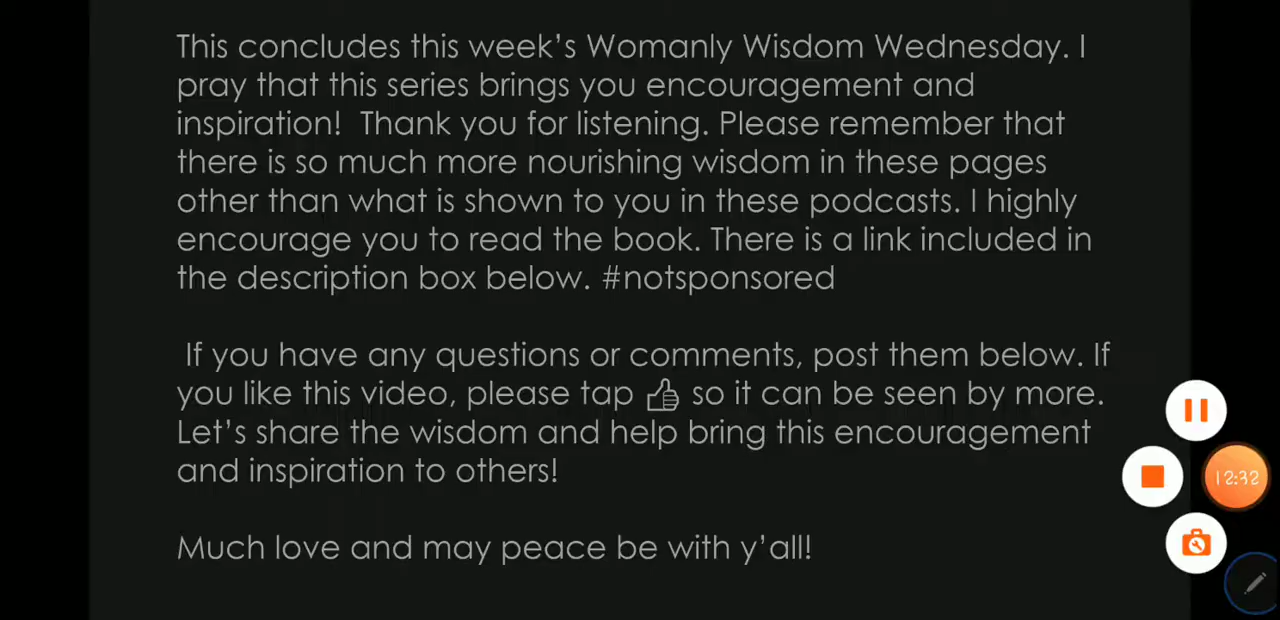 This concludes this week's Womanly Wisdom Wednesday. I
pray that this series brings you encouragement and
inspiration!  Thank you for listening. Please remember that
there is so much more nourishing wisdom in these pages
other than what is shown to you in these podcasts. I highly
encourage you to read the book. There is a link included in
the description box below. #notsponsored
If you have any questions or comments, post them below. If
you like this video, please tap 👍 so it can be seen by more.
Let's share the wisdom and help bring this encouragement
and inspiration to others!
12:32
Much love and may peace be with y'all!